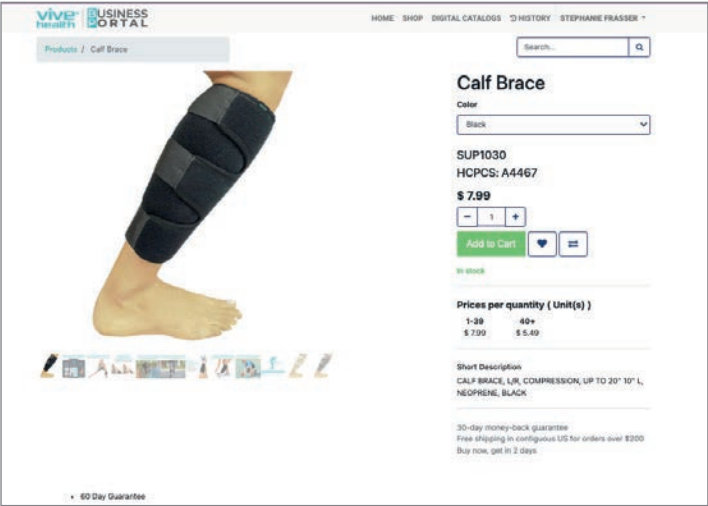 vive health BUSINESS PORTAL
HOME SHOP DIGITAL CATALOGS HISTORY STEPHANIE FRASSER
Products / Calf Brace
Search...
Calf Brace
Color
Black
SUP1030
HCPCS: A4467
$ 7.99
- 1 +
Add to Cart
In stock
Prices per quantity ( Unit(s) )
1-39 40+
$ 7.99 $ 5.49
Short Description
CALF BRACE, L/R, COMPRESSION, UP TO 20" 10" L,
NEOPRENE, BLACK
30-day money-back guarantee
Free shipping in contiguous US for orders over $200
Buy now, get in 2 days
• 60 Day Guarantee